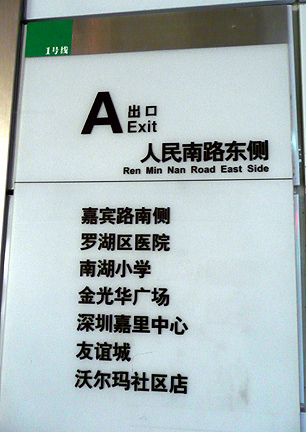 1号线
A 出口
Exit
人民南路东侧
Ren Min Nan Road East Side
嘉宾路南侧
罗湖区医院
南湖小学
金光华广场
深圳嘉里中心
友谊城
沃尔玛社区店